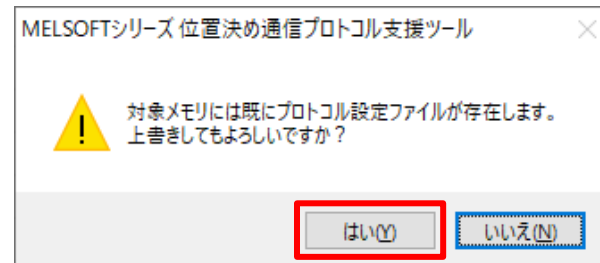 MELSOFTシリーズ 位置決め通信プロトコル支援ツール
対象メモリには既にプロトコル設定ファイルが存在します。
上書きしてもよろしいですか？
はい(Y)
いいえ(N)